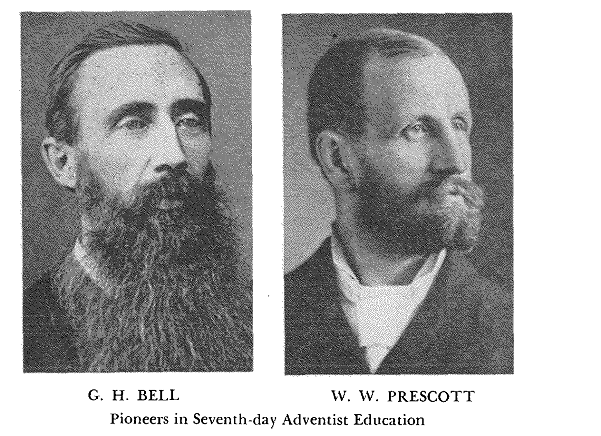 G. H. BELL
W. W. PRESCOTT
Pioneers in Seventh-day Adventist Education